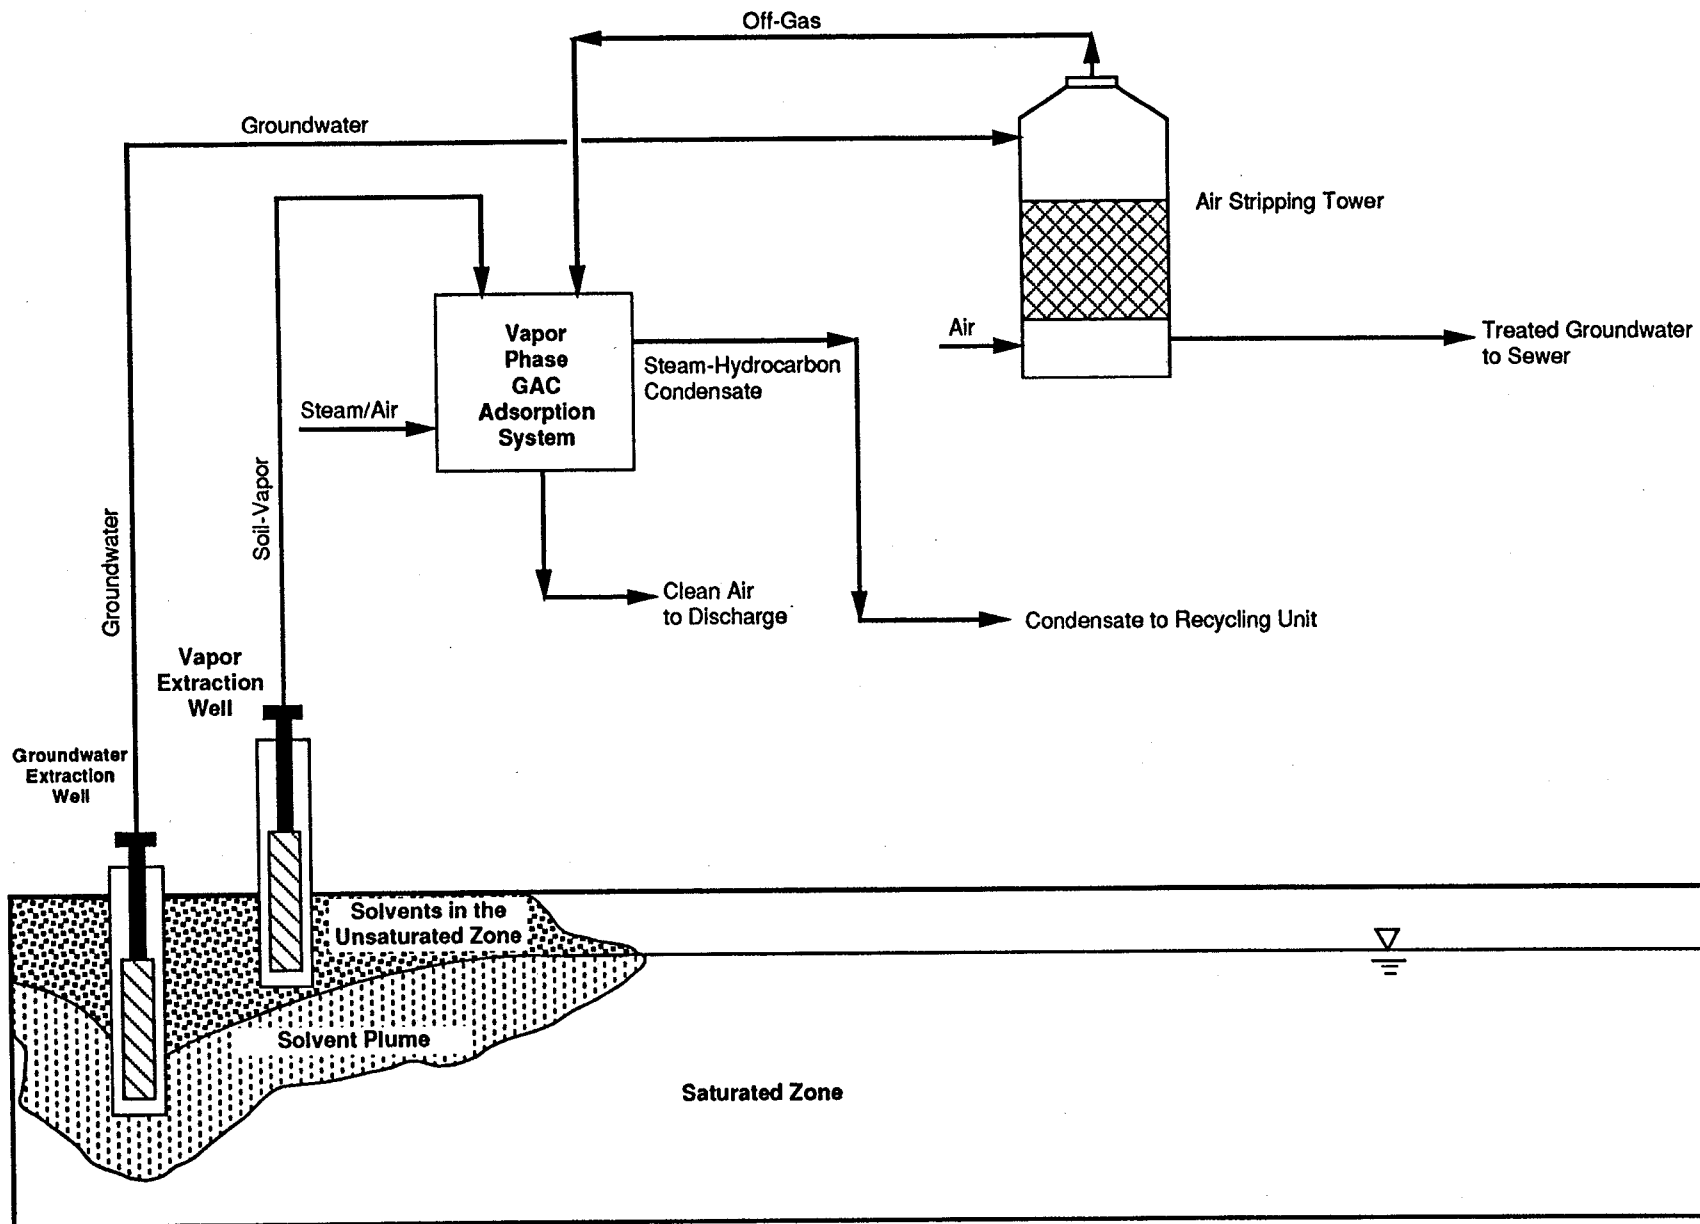 Off-Gas
Groundwater
Air Stripping Tower
Vapor
Phase
GAC
Adsorption
System
Air
Treated Groundwater
to Sewer
Steam-Hydrocarbon
Condensate
Steam/Air
Soil-Vapor
Groundwater
Clean Air
to Discharge
Condensate to Recycling Unit
Vapor
Extraction
Well
Groundwater
Extraction
Well
Solvents in the
Unsaturated Zone
Solvent Plume
Saturated Zone